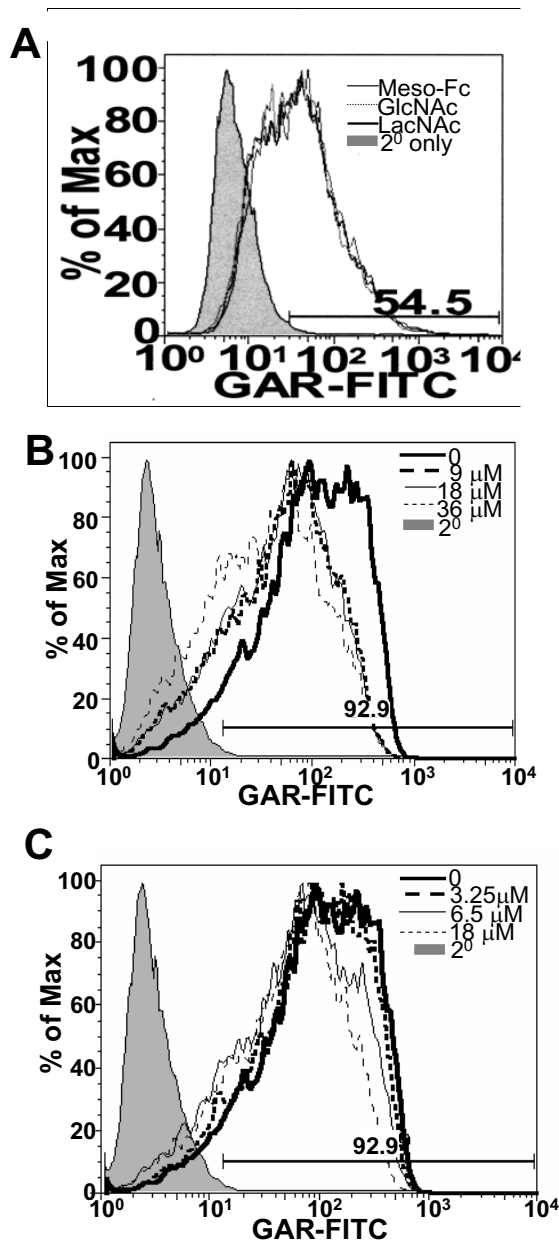 A
100
80
60
40
20
0
% of Max
Meso-Fc
GlcNAc
LacNAc
2⁰ only
54.5
10⁰ 10¹ 10² 10³ 10⁴
GAR-FITC
B
100
80
60
40
20
0
% of Max
0
9 μM
18 μM
36 μM
2⁰
92.9
10⁰ 10¹ 10² 10³ 10⁴
GAR-FITC
C
100
80
60
40
20
0
% of Max
0
3.25μM
6.5 μM
18 μM
2⁰
92.9
10⁰ 10¹ 10² 10³ 10⁴
GAR-FITC